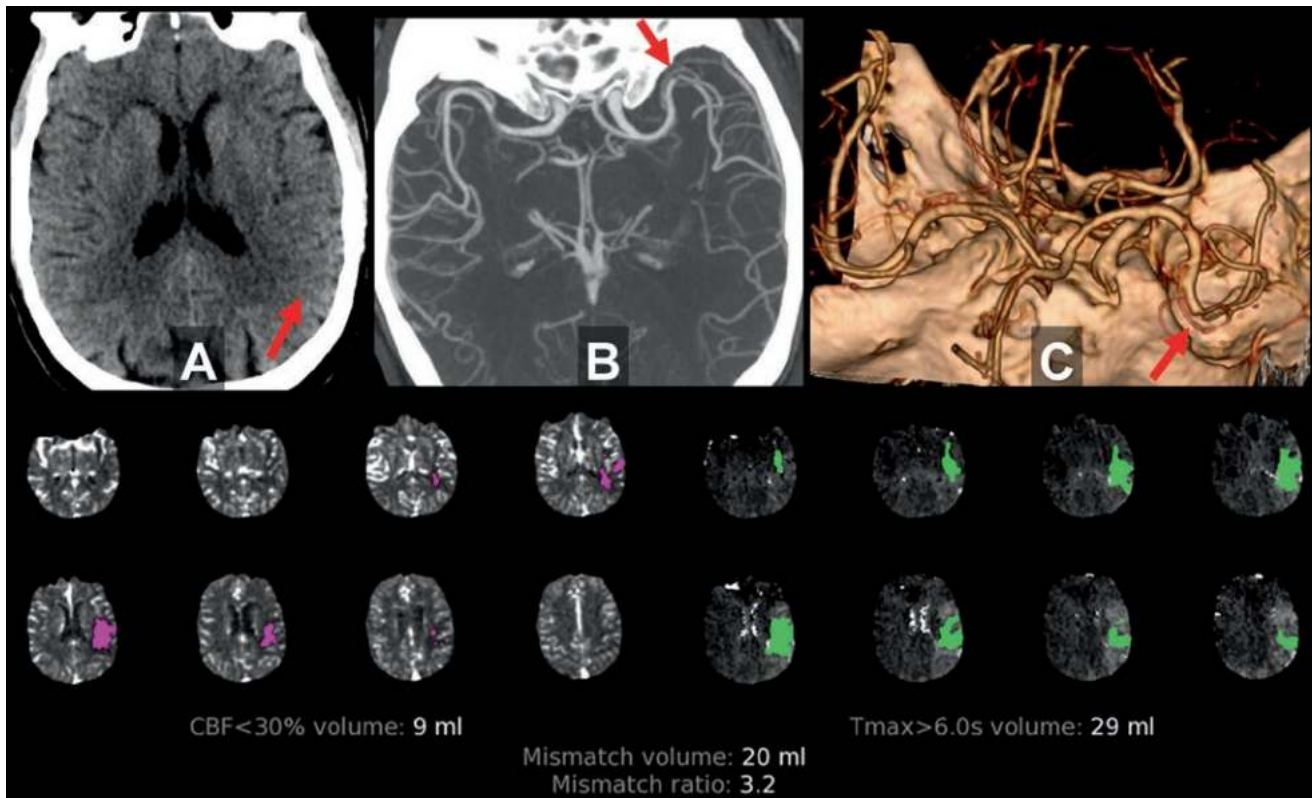 A
B
C
CBF<30% volume: 9 ml
Tmax>6.0s volume: 29 ml
Mismatch volume: 20 ml
Mismatch ratio: 3.2